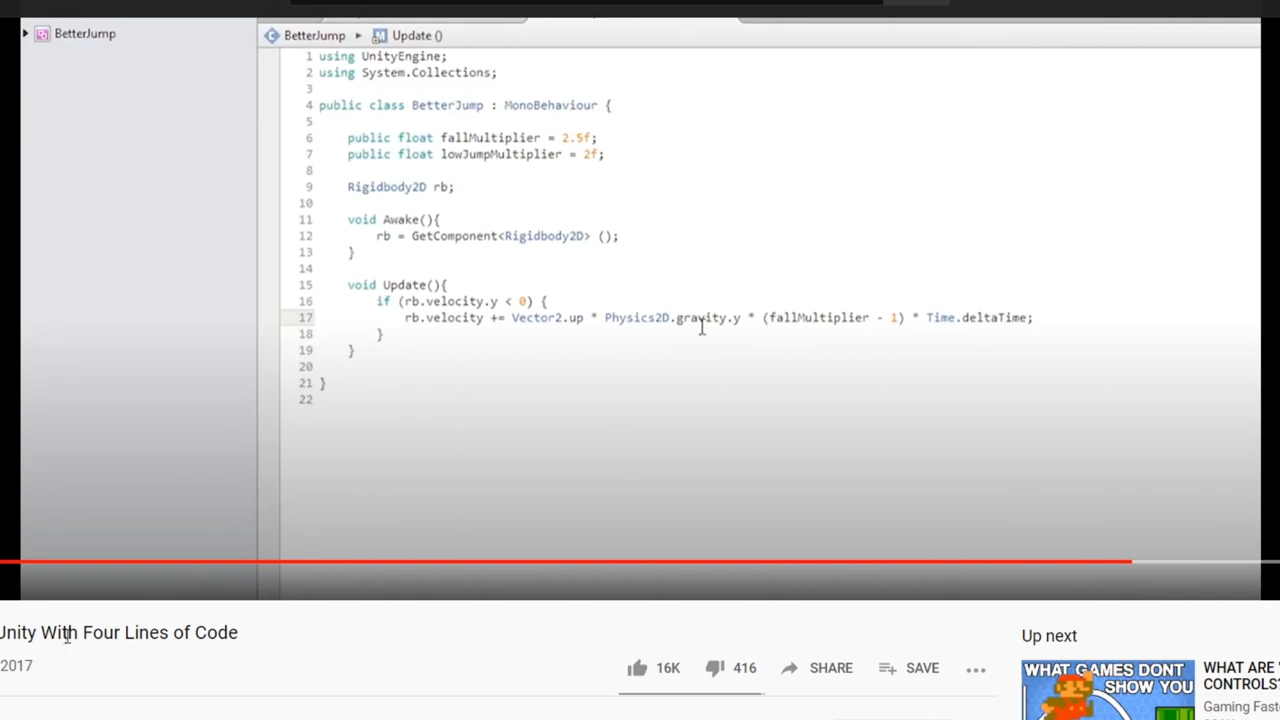 BetterJump
BetterJump ▸ Update ()
1 using UnityEngine;
2 using System.Collections;
3
4 public class BetterJump : MonoBehaviour {
5
6 public float fallMultiplier = 2.5f;
7 public float lowJumpMultiplier = 2f;
8
9 Rigidbody2D rb;
10
11 void Awake(){
12 rb = GetComponent<Rigidbody2D> ();
13 }
14
15 void Update(){
16 if (rb.velocity.y < 0) {
17 rb.velocity += Vector2.up * Physics2D.gravity.y * (fallMultiplier - 1) * Time.deltaTime;
18 }
19 }
20
21 }
22
Unity With Four Lines of Code
2017
16K 416 SHARE SAVE ...
Up next
WHAT GAMES DONT
SHOW YOU
WHAT ARE
CONTROLS?
Gaming Fast